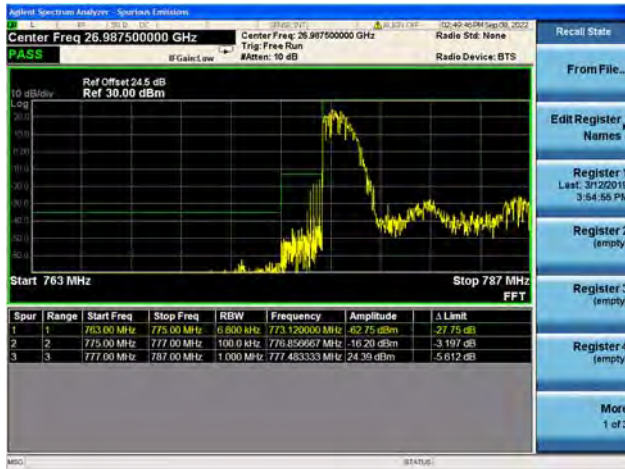 Agilent Spectrum Analyzer - Spurious Emissions
ALIGN OFF 02:49:46 PM Sep 08, 2022
Center Freq 26.987500000 GHz
Center Freq: 26.987500000 GHz
Radio Std: None
Trig: Free Run
PASS
IFGain:Low
#Atten: 10 dB
Radio Device: BTS
Ref Offset 24.5 dB
10 dB/div
Ref 30.00 dBm
Log
Start 763 MHz
Stop 787 MHz
FFT
Spur Range Start Freq Stop Freq RBW Frequency Amplitude Δ Limit
1 1 763.00 MHz 775.00 MHz 6.800 kHz 773.120000 MHz -62.75 dBm -27.75 dB
2 2 775.00 MHz 777.00 MHz 100.0 kHz 776.856667 MHz -16.20 dBm -3.197 dB
3 3 777.00 MHz 787.00 MHz 1.000 MHz 777.483333 MHz 24.39 dBm -5.612 dB
MSG
STATUS
Recall State
From File..
Edit Register
Names
Register
Last: 3/12/2019
3:54:55 PM
Register 2
(empty
Register 3
(empty
Register 4
(empty
More
1 of